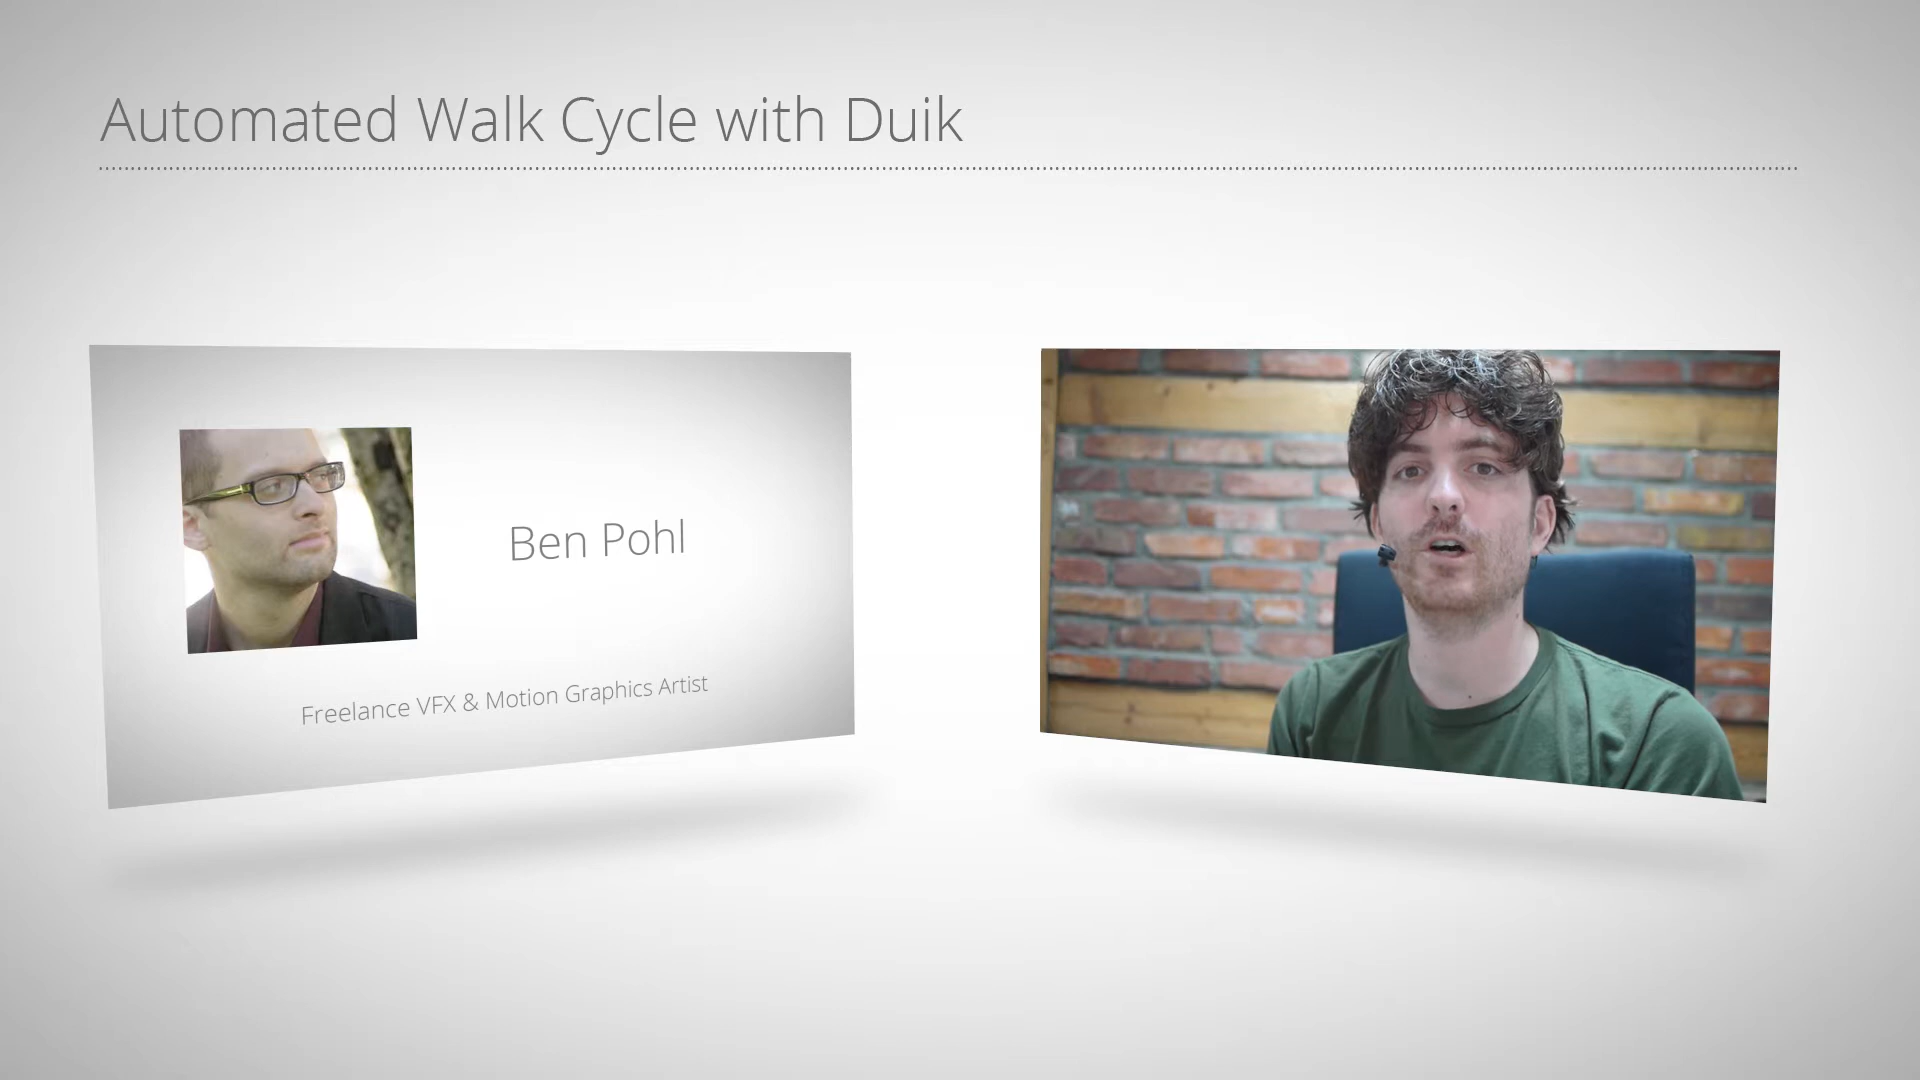 Automated Walk Cycle with Duik
Ben Pohl
Freelance VFX & Motion Graphics Artist